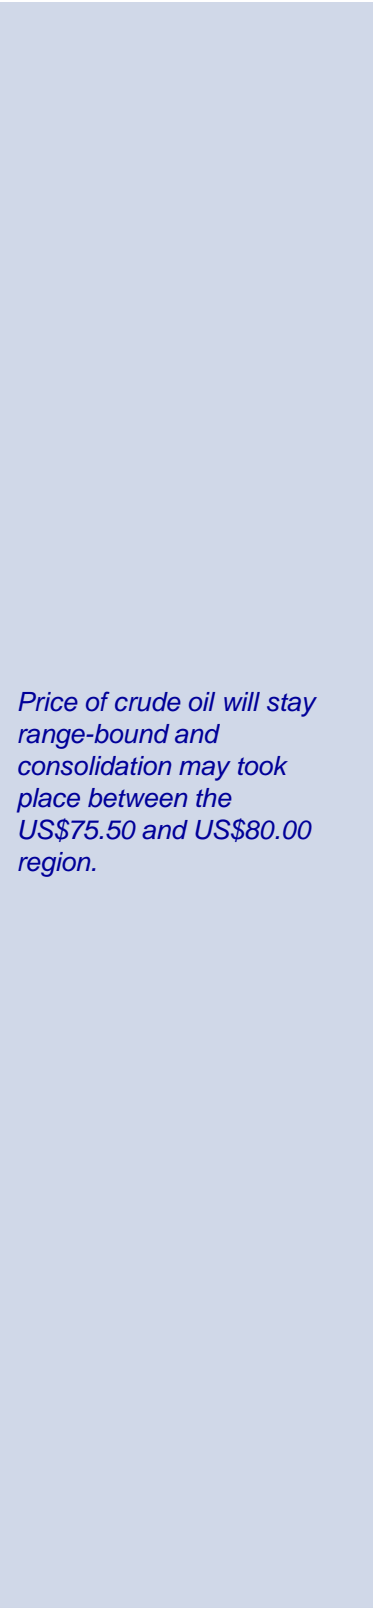 Price of crude oil will stay
range-bound and
consolidation may took
place between the
US$75.50 and US$80.00
region.